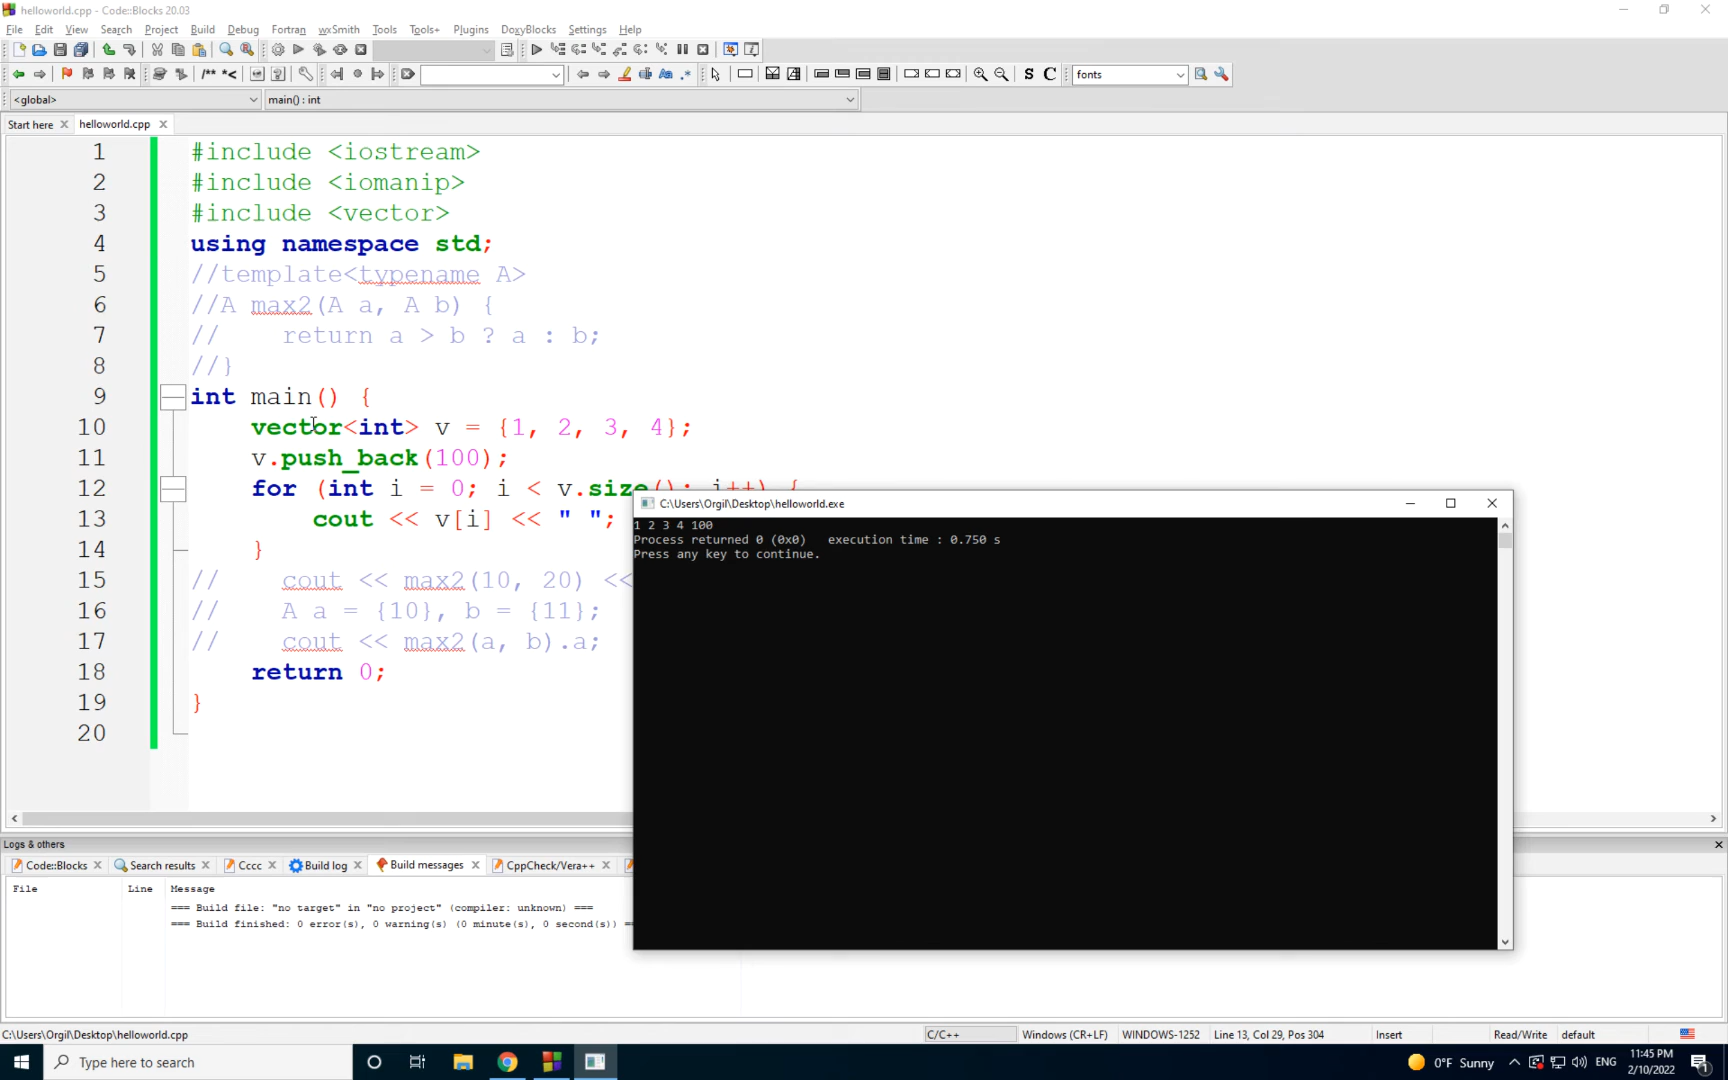 helloworld.cpp - Code::Blocks 20.03
File Edit View Search Project Build Debug Fortran wxSmith Tools Tools+ Plugins DoxyBlocks Settings Help
/** *< S C fonts
<global> main() : int
Start here helloworld.cpp
1 #include <iostream>
2 #include <iomanip>
3 #include <vector>
4 using namespace std;
5 //template<typename A>
6 //A max2(A a, A b) {
7 // return a > b ? a : b;
8 //}
9 int main() {
10 vector<int> v = {1, 2, 3, 4};
11 v.push_back(100);
12 for (int i = 0; i < v.size(); i++) {
13 cout << v[i] << " ";
14 }
15 // cout << max2(10, 20) <<
16 // A a = {10}, b = {11};
17 // cout << max2(a, b).a;
18 return 0;
19 }
20
C:\Users\Orgil\Desktop\helloworld.exe
1 2 3 4 100
Process returned 0 (0x0) execution time : 0.750 s
Press any key to continue.
Logs & others
Code::Blocks Search results Cccc Build log Build messages CppCheck/Vera++
File Line Message
=== Build file: "no target" in "no project" (compiler: unknown) ===
=== Build finished: 0 error(s), 0 warning(s) (0 minute(s), 0 second(s)) =
C:\Users\Orgil\Desktop\helloworld.cpp C/C++ Windows (CR+LF) WINDOWS-1252 Line 13, Col 29, Pos 304 Insert Read/Write default
Type here to search 0°F Sunny ENG 11:45 PM
2/10/2022 1